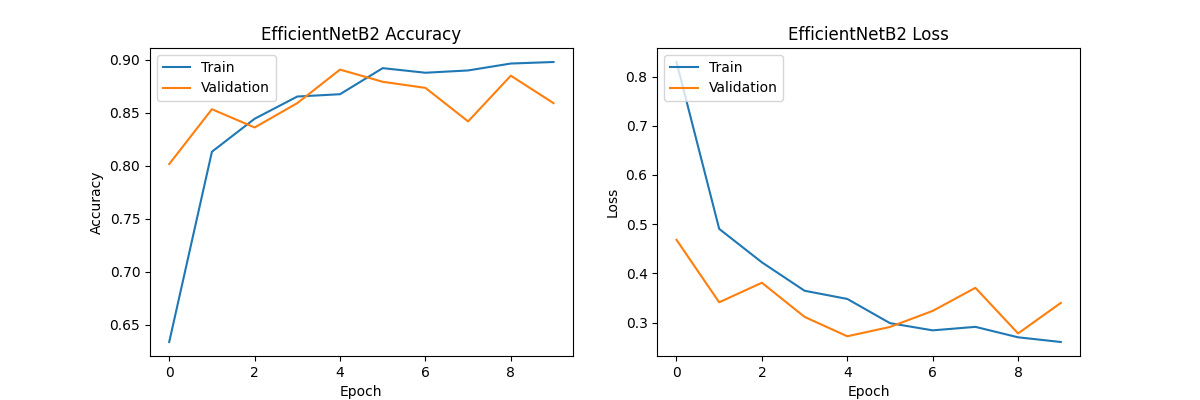 EfficientNetB2 Accuracy
Train
Validation
0.90
0.85
0.80
0.75
0.70
0.65
Accuracy
0 2 4 6 8
Epoch
EfficientNetB2 Loss
Train
Validation
0.8
0.7
0.6
0.5
0.4
0.3
Loss
0 2 4 6 8
Epoch